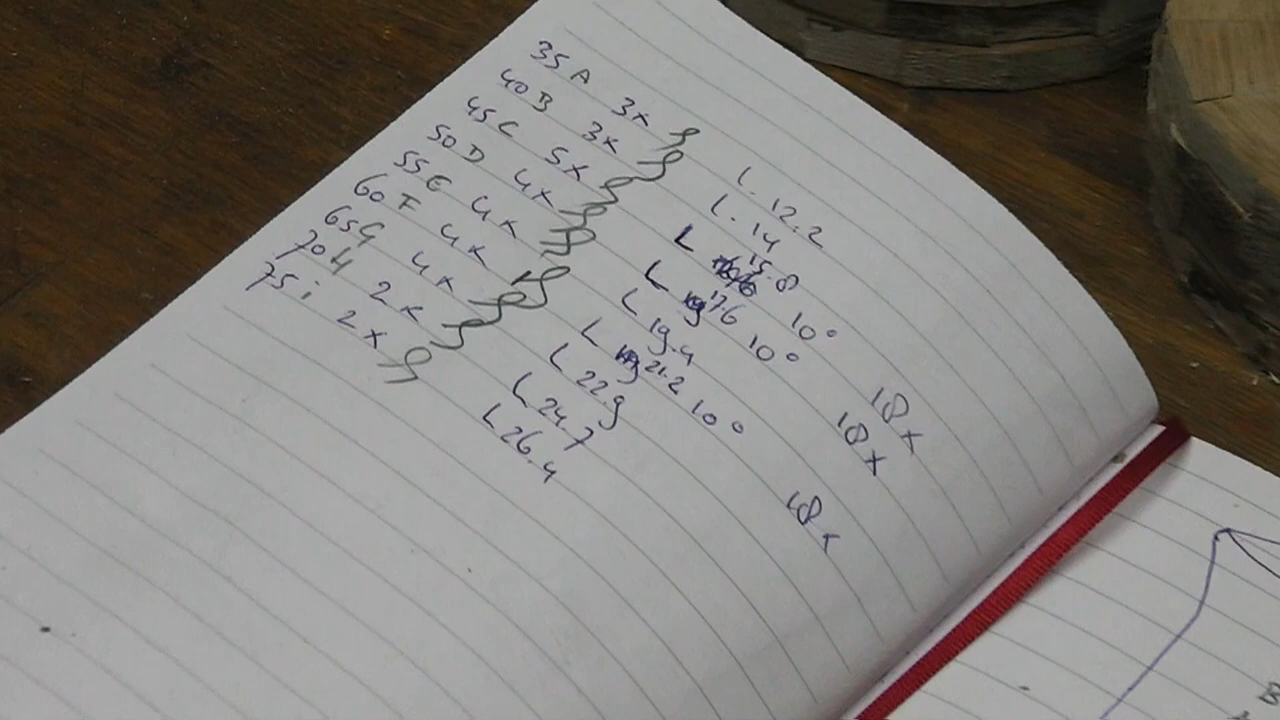 35 A 3x L. 12.2
40 B 3x L. 14
45 C 5x L 15.8 10° 18x
50 D 4x L 17.6 10° 18x
55 E 4x L 19.4
60 F 4x L 21.2 10° 18x
65 G 4x L 22.9
70 H 2x L 24.7
75 i 2x L 26.4
B